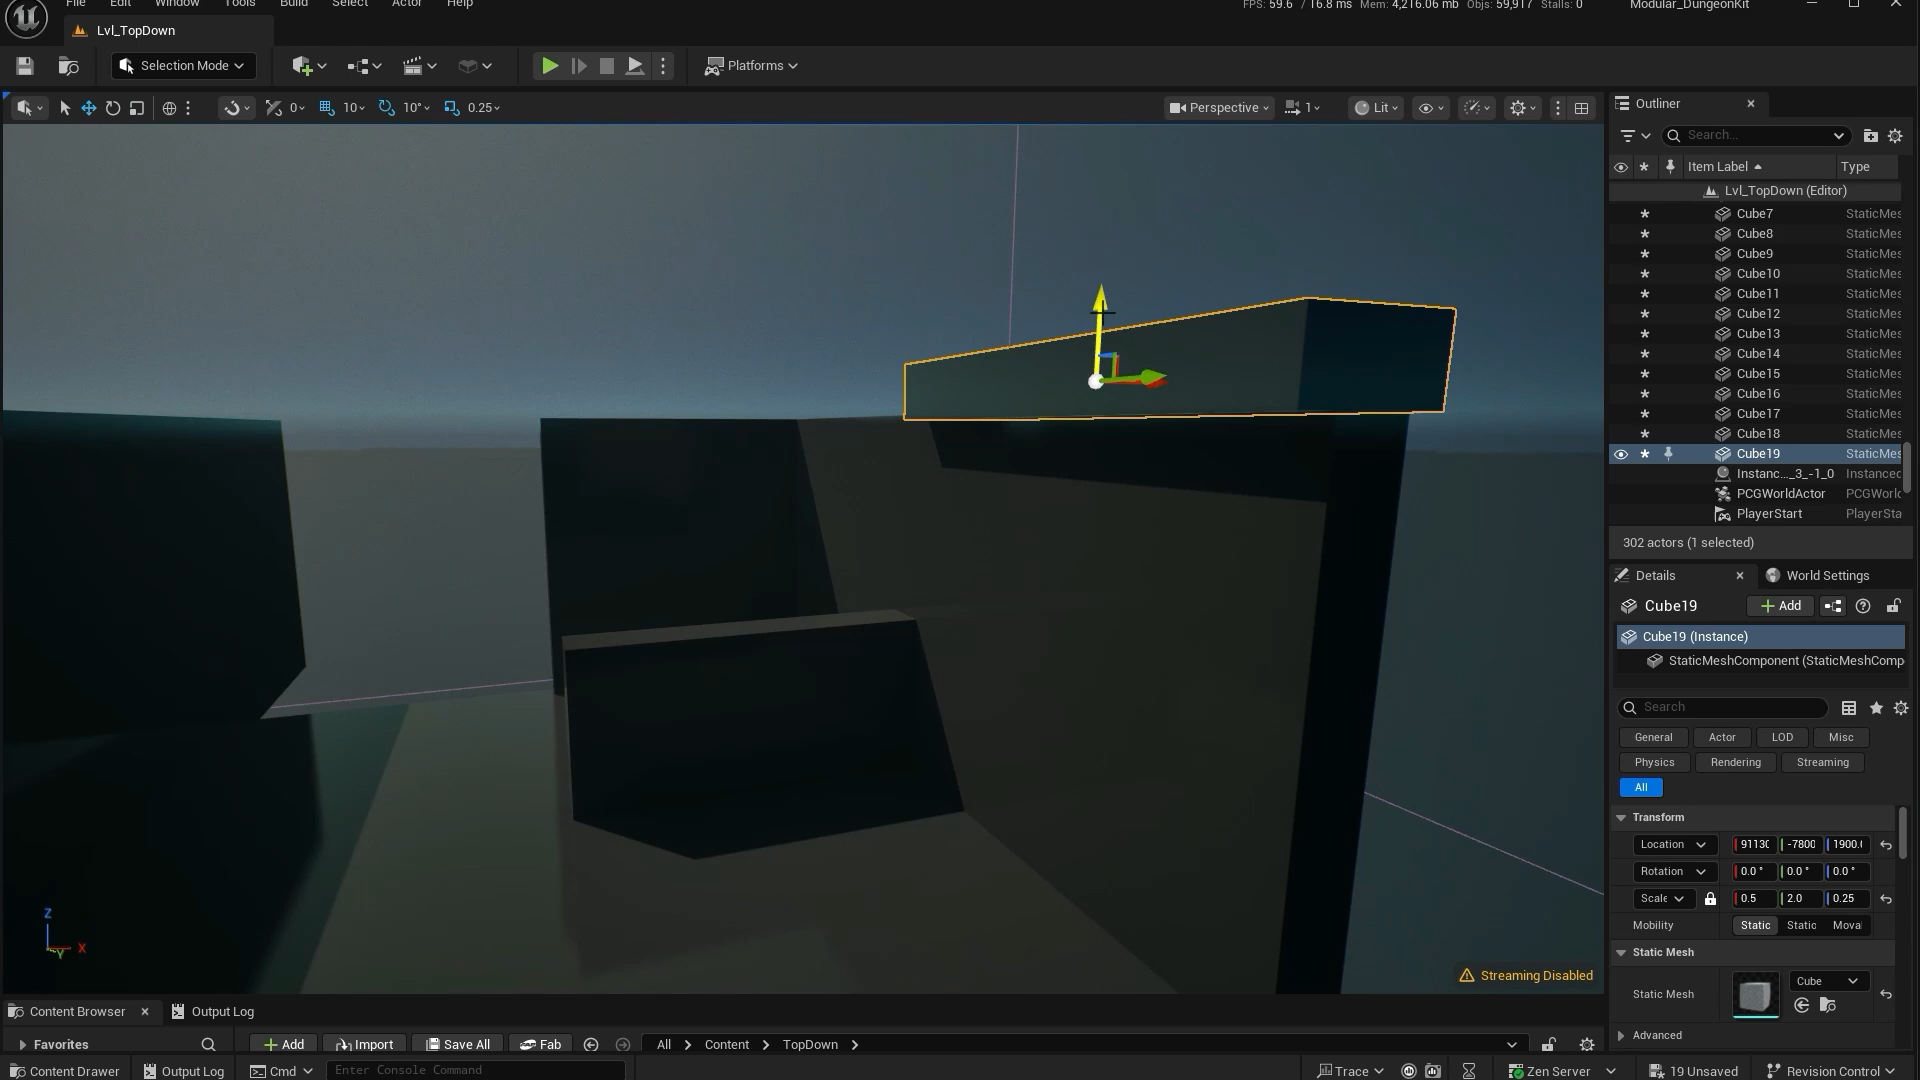 File Edit Window Tools Build Select Actor Help FPS: 59.6 / 16.8 ms Mem: 4,216.06 mb Objs: 59,917 Stalls: 0 Modular_DungeonKit
Lvl_TopDown
Selection Mode Platforms
0 10 10° 0.25 Perspective 1 Lit
Outliner
Search...
Item Label Type
Lvl_TopDown (Editor)
Cube7 StaticMes
Cube8 StaticMes
Cube9 StaticMes
Cube10 StaticMes
Cube11 StaticMes
Cube12 StaticMes
Cube13 StaticMes
Cube14 StaticMes
Cube15 StaticMes
Cube16 StaticMes
Cube17 StaticMes
Cube18 StaticMes
Cube19 StaticMes
Instanc..._3_-1_0 Instanced
PCGWorldActor PCGWorld
PlayerStart PlayerSta
302 actors (1 selected)
Details World Settings
Cube19 Add
Cube19 (Instance)
StaticMeshComponent (StaticMeshComp
Search
General Actor LOD Misc
Physics Rendering Streaming
All
Transform
Location 9113( -7800 1900.(
Rotation 0.0 ° 0.0 ° 0.0 °
Scale 0.5 2.0 0.25
Mobility Static Static Moval
Static Mesh
Static Mesh Cube
Advanced
Z
X
Y
Streaming Disabled
Content Browser Output Log
Favorites Add Import Save All Fab All Content TopDown
Content Drawer Output Log Cmd Enter Console Command Trace Zen Server 19 Unsaved Revision Control